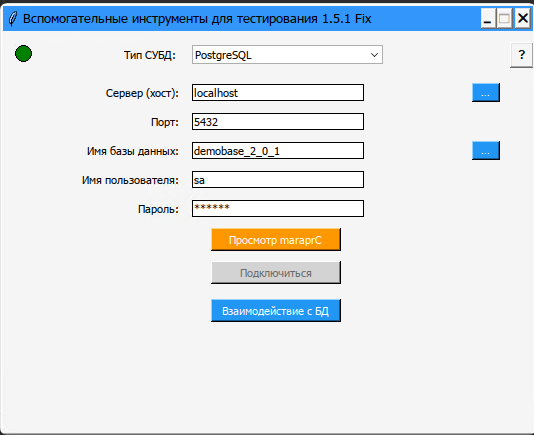 Вспомогательные инструменты для тестирования 1.5.1 Fix
Тип СУБД: PostgreSQL ?
Сервер (хост): localhost ...
Порт: 5432
Имя базы данных: demobase_2_0_1 ...
Имя пользователя: sa
Пароль: ******
Просмотр maraprC
Подключиться
Взаимодействие с БД